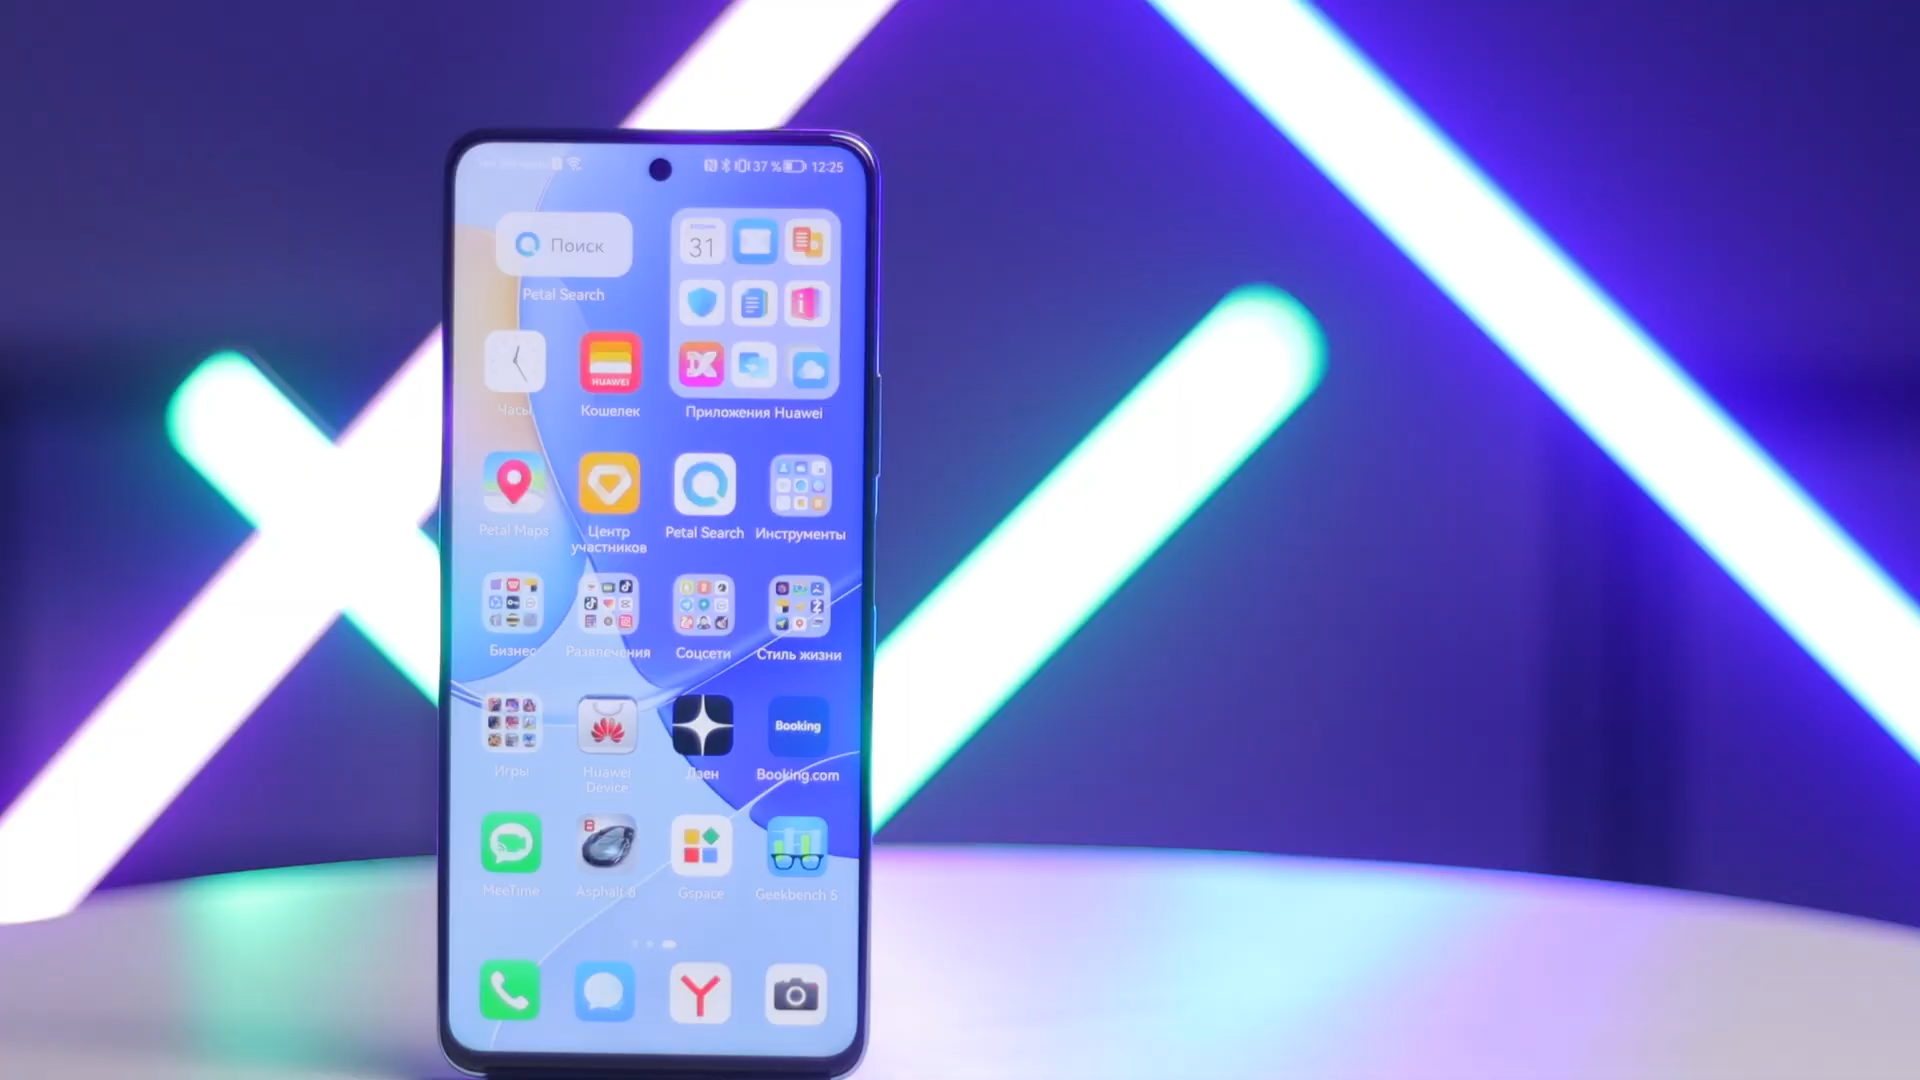 37 % 12:25
Поиск
31
Petal Search
HUAWEI
Часы
Кошелек
Приложения Huawei
Petal Maps
Центр
участников
Petal Search
Инструменты
Бизнес
Развлечения
Соцсети
Стиль жизни
Booking
Игры
Huawei
Device
Дзен
Booking.com
MeeTime
Asphalt 8
Gspace
Geekbench 5